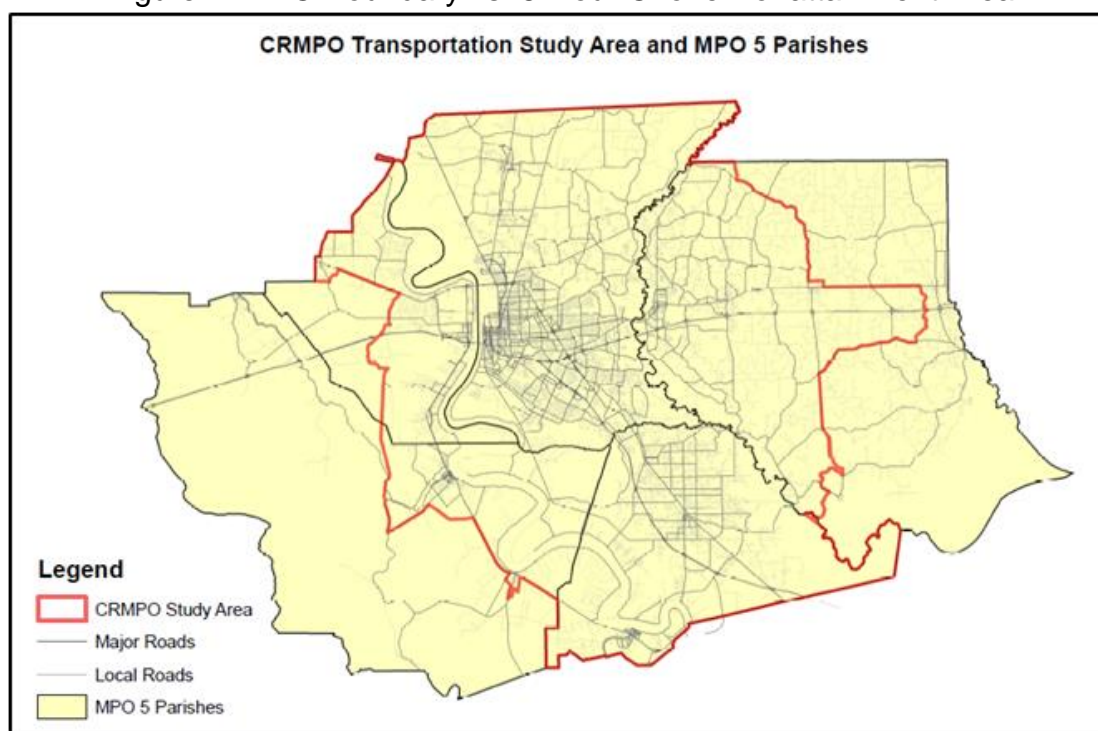 CRMPO Transportation Study Area and MPO 5 Parishes
Legend
CRMPO Study Area
Major Roads
Local Roads
MPO 5 Parishes